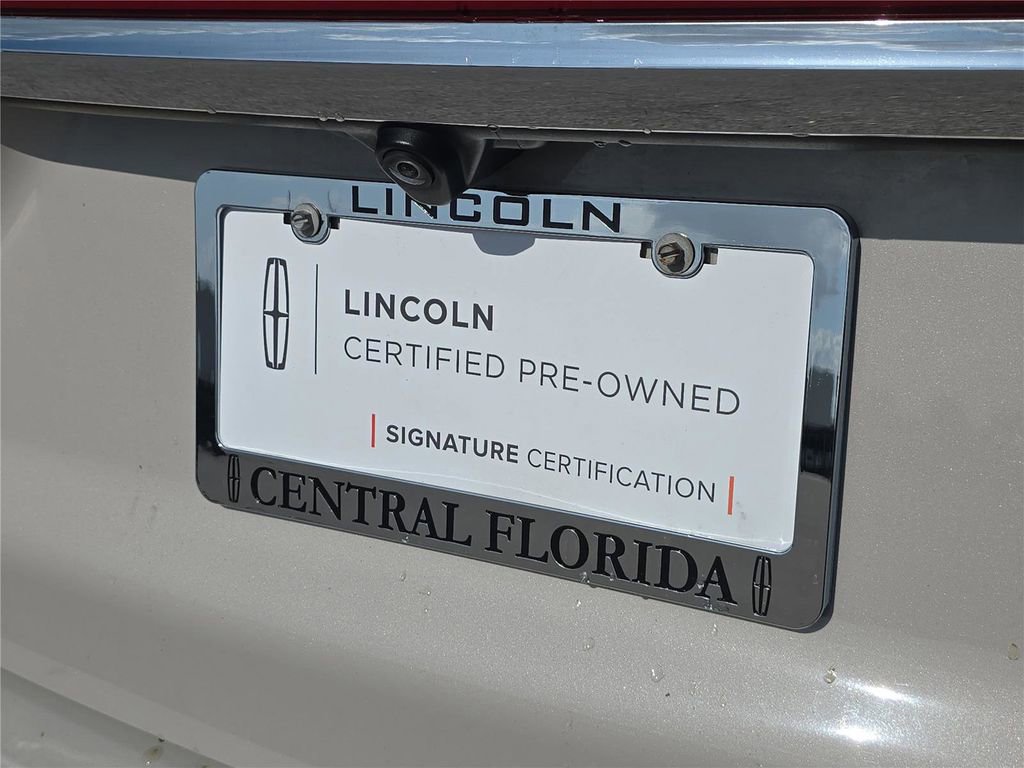 LINCOLN
LINCOLN
CERTIFIED PRE-OWNED
SIGNATURE CERTIFICATION
CENTRAL FLORIDA